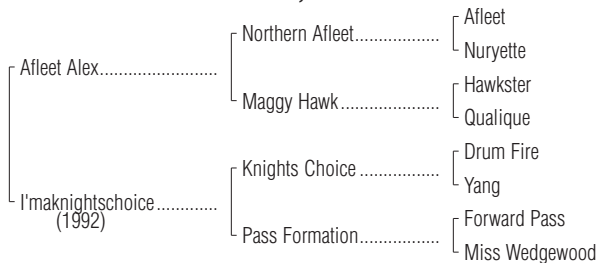 Afleet
Northern Afleet.................
Nuryette
Afleet Alex........................
Hawkster
Maggy Hawk....................
Qualique
Drum Fire
Knights Choice ................
Yang
I'maknightschoice............
(1992)
Forward Pass
Pass Formation................
Miss Wedgewood